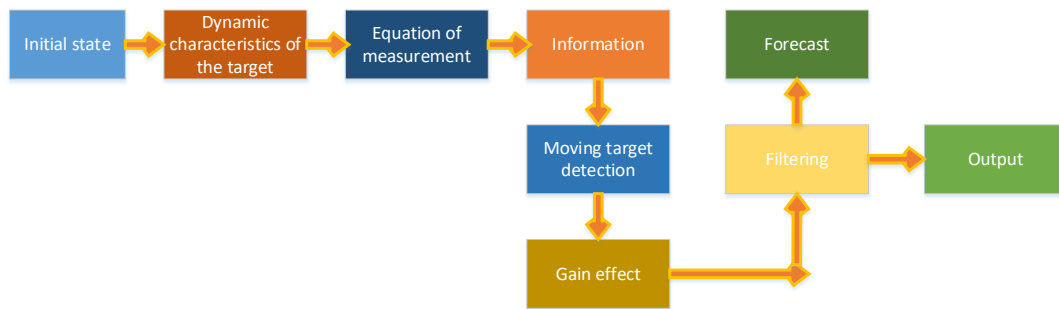 Initial state
Dynamic
characteristics of
the target
Equation of
measurement
Information
Forecast
Moving target
detection
Filtering
Output
Gain effect